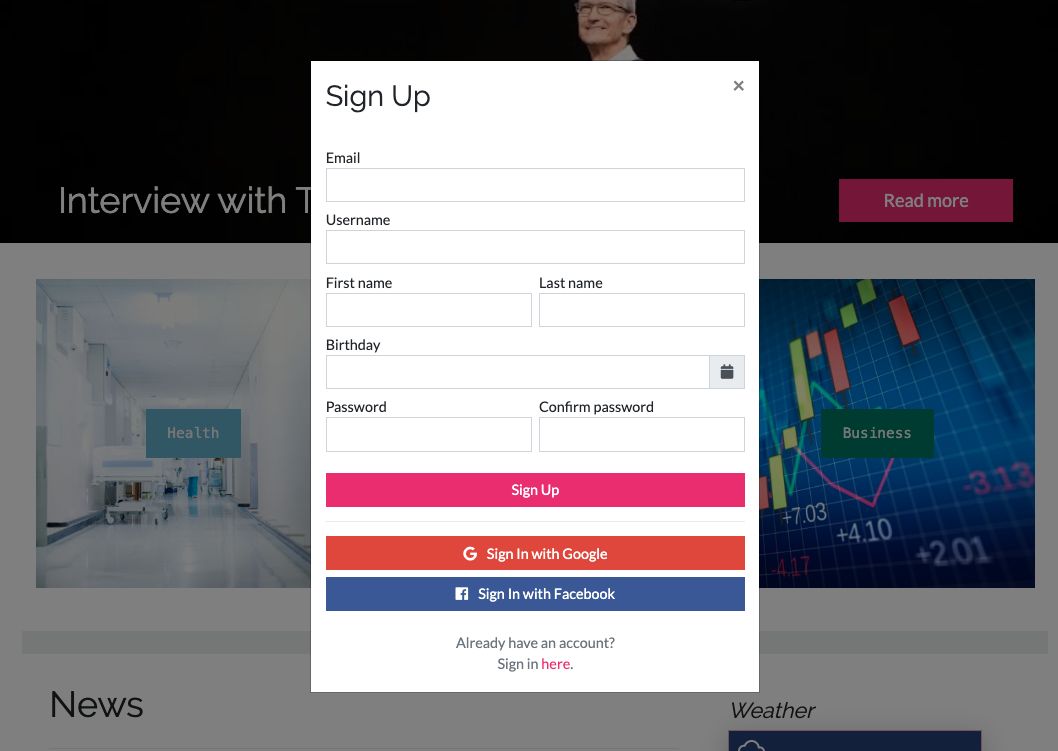 Sign Up
×
Email
Username
First name Last name
Birthday
Password Confirm password
Sign Up
Sign In with Google
Sign In with Facebook
Already have an account?
Sign in here.
Interview with T
Read more
Health
Business
+7.03
+4.10
-3.13
+2.01
-4.17
News
Weather